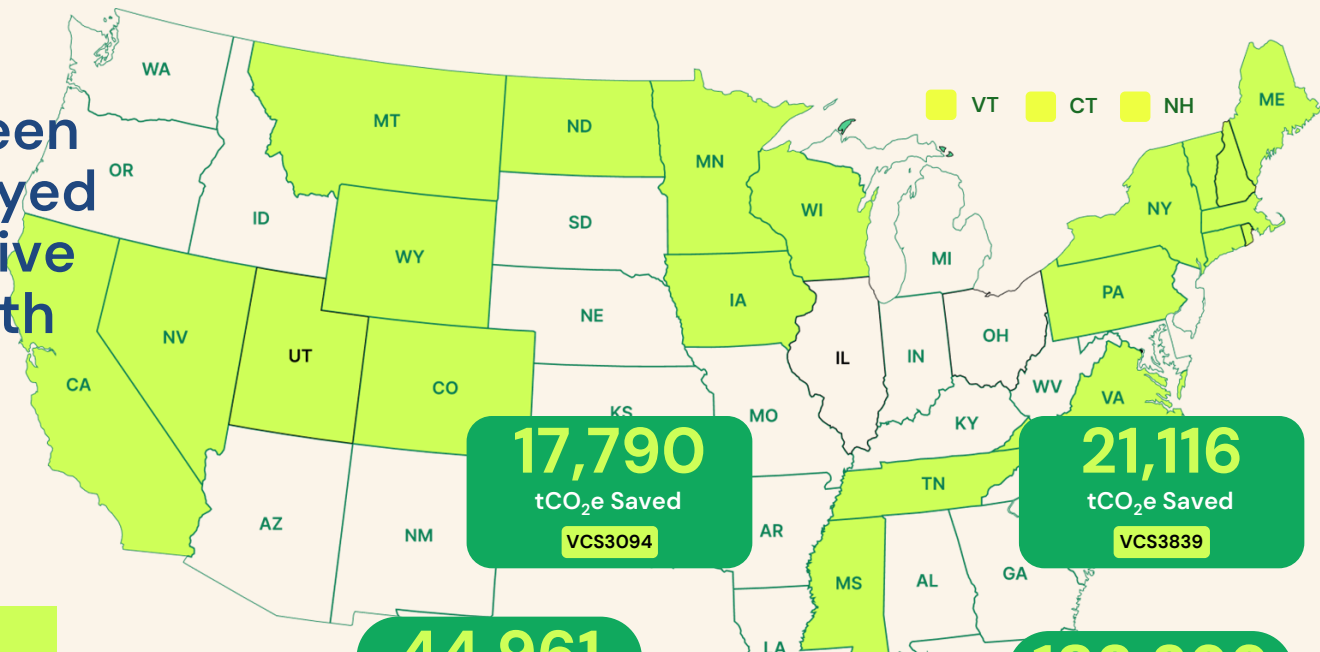 een
yed
ive
th
VT
CT
NH
WA
MT
ND
MN
ME
OR
ID
SD
WI
NY
WY
MI
CA
NV
UT
CO
NE
IA
IL
IN
OH
PA
KS
MO
KY
WV
VA
17,790
tCO₂e Saved
VCS3094
21,116
tCO₂e Saved
VCS3839
TN
AZ
NM
AR
MS
AL
GA
LA
44,961